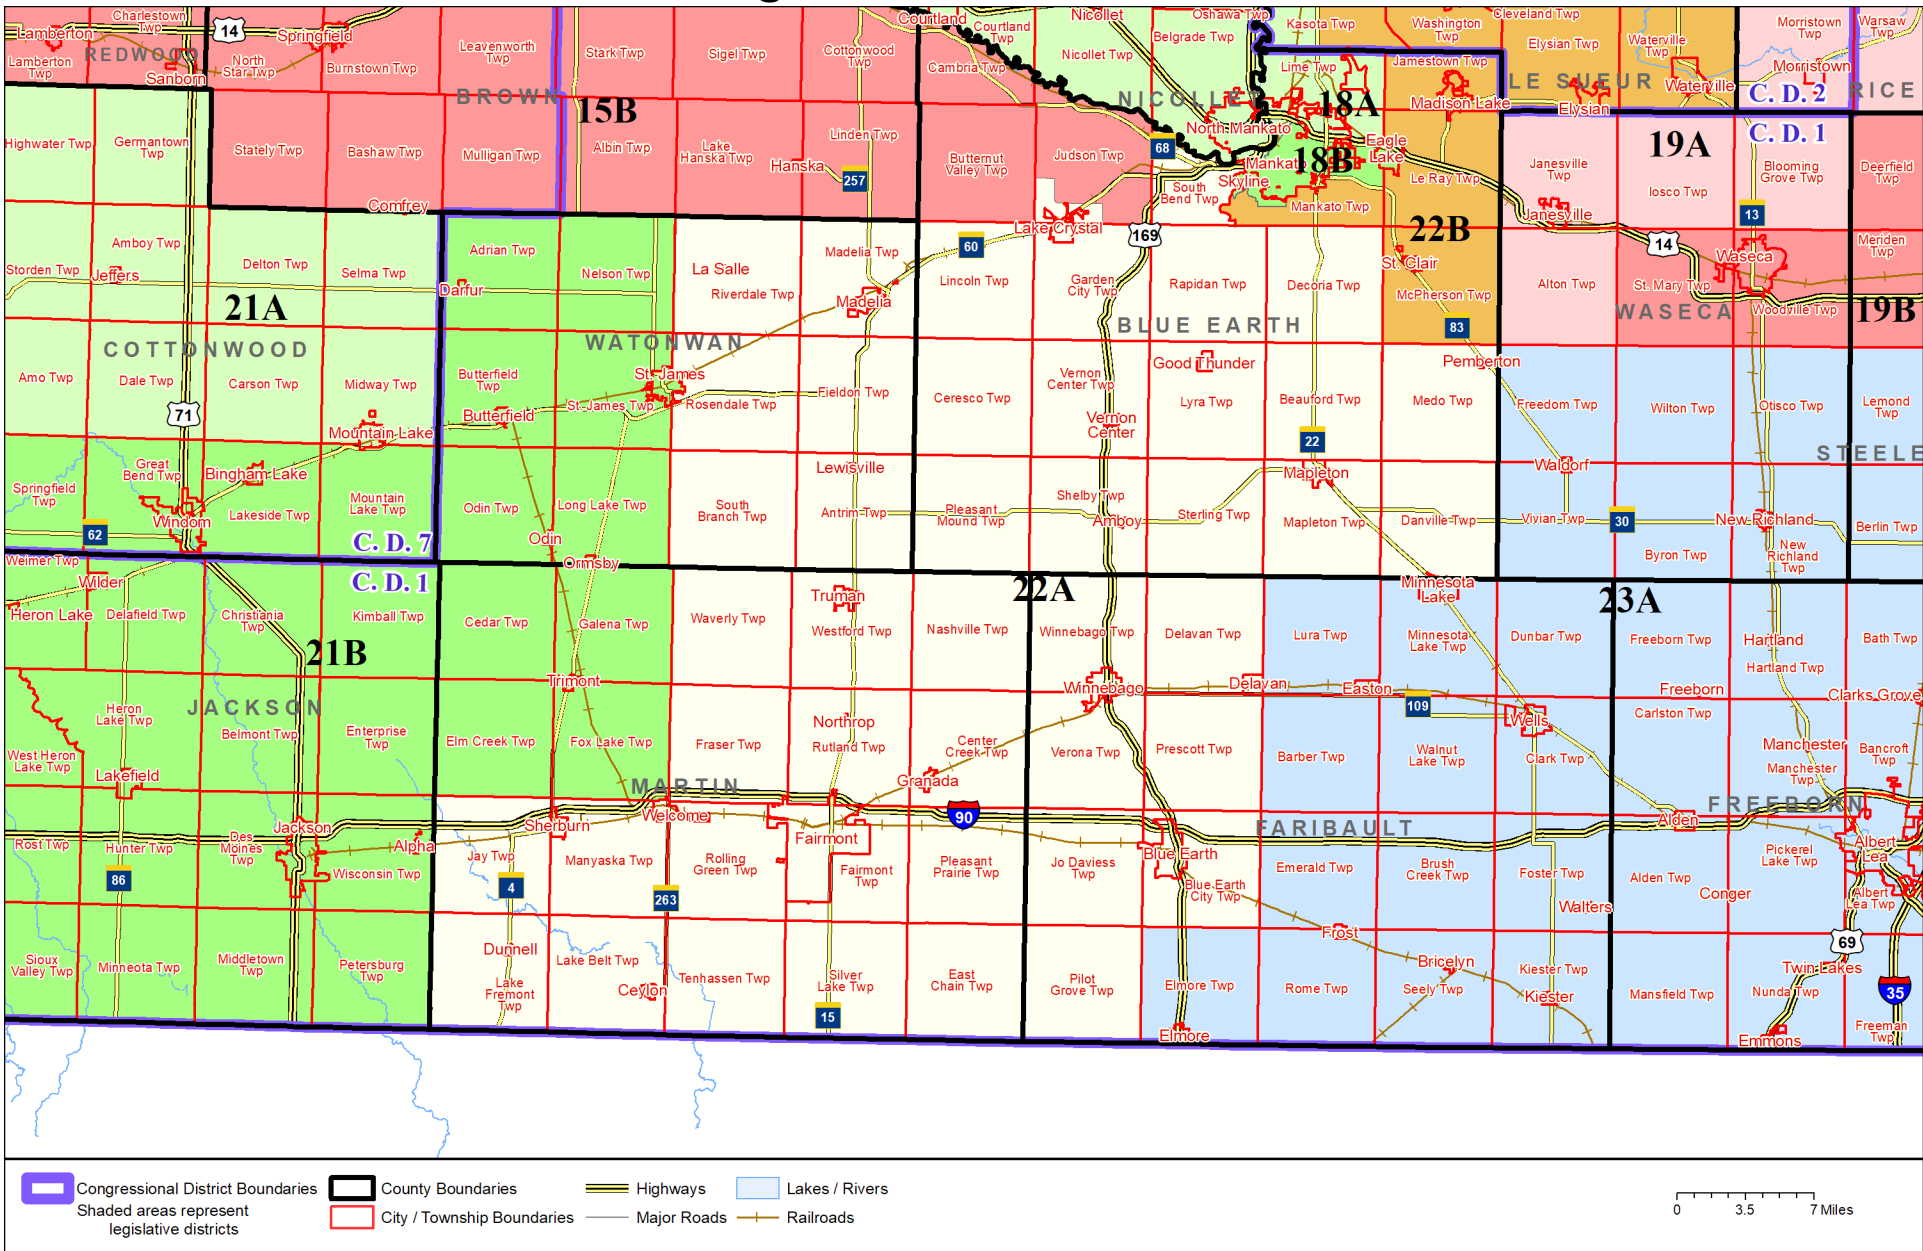 Charlestown
Twp
14
Springfield
Lamberton
REDWOOD
Lamberton
Twp
Sanborn
North
Star Twp
Burnstown Twp
Leavenworth
Twp
BROWN
Stark Twp
Sigel Twp
Cottonwood
Twp
15B
Courtland
Courtland
Twp
Cambria Twp
Nicollet
Nicollet Twp
NICOLLET
Oshawa Twp
Belgrade Twp
Kasota Twp
Lime Twp
Washington
Twp
Jamestown Twp
Cleveland Twp
Elysian Twp
LE SUEUR
Waterville
Twp
Waterville
Morristown
Twp
Morristown
Warsaw
Twp
RICE
C. D. 2
C. D. 1
Madison Lake
Elysian
18A
18B
North Mankato
Mankato
Skyline
Eagle
Lake
68
Highwater Twp
Germantown
Twp
Stately Twp
Bashaw Twp
Mulligan Twp
Albin Twp
Lake
Hanska Twp
Hanska
Linden Twp
257
Butternut
Valley Twp
Judson Twp
South
Bend Twp
Mankato Twp
Le Ray Twp
Janesville
Twp
19A
Iosco Twp
Blooming
Grove Twp
Deerfield
Twp
13
Comfrey
Lake Crystal
169
22B
Janesville
14
Waseca
Meriden
Twp
Amboy Twp
Storden Twp
Jeffers
Delton Twp
Selma Twp
Adrian Twp
Darfur
Nelson Twp
La Salle
Riverdale Twp
Madelia Twp
Madelia
60
Lincoln Twp
Garden
City Twp
Rapidan Twp
Decoria Twp
St. Clair
McPherson Twp
83
Alton Twp
St. Mary Twp
WASECA
Woodville Twp
19B
21A
COTTONWOOD
WATONWAN
BLUE EARTH
Amo Twp
Dale Twp
Carson Twp
Midway Twp
Butterfield
Twp
Butterfield
St. James
St. James Twp
Rosendale Twp
Fieldon Twp
Ceresco Twp
Vernon
Center Twp
Vernon
Center
Good Thunder
Lyra Twp
Beauford Twp
Medo Twp
Pemberton
Freedom Twp
Wilton Twp
Otisco Twp
Lemond
Twp
71
Mountain Lake
22
STEELE
Springfield
Twp
Great
Bend Twp
Bingham Lake
Windom
Lakeside Twp
Mountain
Lake Twp
62
Odin Twp
Odin
Long Lake Twp
Ormsby
South
Branch Twp
Lewisville
Antrim Twp
Pleasant
Mound Twp
Shelby Twp
Amboy
Sterling Twp
Mapleton
Mapleton Twp
Danville Twp
Waldorf
Vivian Twp
30
Byron Twp
New Richland
New
Richland
Twp
Berlin Twp
C. D. 7
C. D. 1
Weimer Twp
Wilder
Heron Lake
Delafield Twp
Christiania
Twp
Kimball Twp
21B
Cedar Twp
Galena Twp
Waverly Twp
Truman
Westford Twp
Nashville Twp
22A
Winnebago Twp
Delavan Twp
Lura Twp
Minnesota
Lake
Minnesota
Lake Twp
Dunbar Twp
23A
Freeborn Twp
Hartland
Hartland Twp
Bath Twp
Heron
Lake Twp
JACKSON
Belmont Twp
Enterprise
Twp
West Heron
Lake Twp
Lakefield
Trimont
Elm Creek Twp
Fox Lake Twp
Fraser Twp
Northrop
Rutland Twp
Center
Creek Twp
Granada
Winnebago
Verona Twp
Prescott Twp
Delavan
Easton
109
Barber Twp
Walnut
Lake Twp
Wells
Clark Twp
Freeborn
Carlston Twp
Clarks Grove
Manchester
Manchester
Twp
Bancroft
Twp
MARTIN
FREEBORN
Rost Twp
Hunter Twp
Des
Moines
Twp
Jackson
Alpha
Wisconsin Twp
86
Sherburn
Welcome
Jay Twp
4
Manyaska Twp
263
Rolling
Green Twp
Fairmont
Fairmont
Twp
90
Pleasant
Prairie Twp
Jo Daviess
Twp
Blue Earth
Blue Earth
City Twp
FARIBAULT
Emerald Twp
Brush
Creek Twp
Foster Twp
Walters
Alden
Alden Twp
Conger
Pickerel
Lake Twp
Albert
Lea
Albert
Lea Twp
69
Sioux
Valley Twp
Minneota Twp
Middletown
Twp
Petersburg
Twp
Dunnell
Lake
Fremont
Twp
Lake Belt Twp
Ceylon
Tenhassen Twp
Silver
Lake Twp
15
East
Chain Twp
Pilot
Grove Twp
Elmore Twp
Elmore
Frost
Rome Twp
Bricelyn
Seely Twp
Kiester Twp
Kiester
Mansfield Twp
Twin Lakes
Nunda Twp
Emmons
35
Freeman
Twp
Congressional District Boundaries
Shaded areas represent
legislative districts
County Boundaries
City / Township Boundaries
Highways
Major Roads
Lakes / Rivers
Railroads
0 3.5 7 Miles